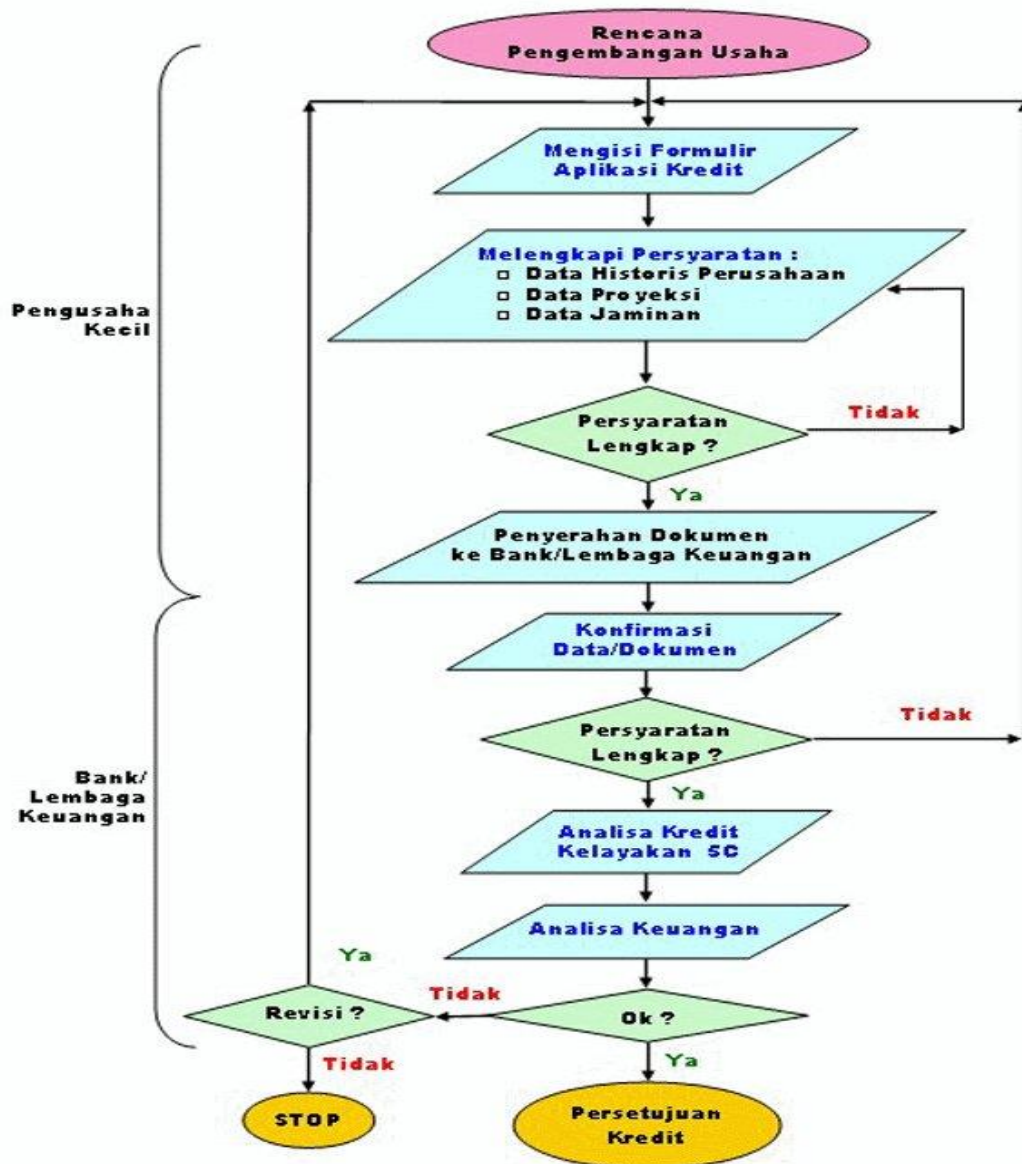 Rencana
Pengembangan Usaha
Mengisi Formulir
Aplikasi Kredit
Melengkapi Persyaratan :
Data Historis Perusahaan
Data Proyeksi
Data Jaminan
Pengusaha
Kecil
Persyaratan
Lengkap ?
Tidak
Ya
Penyerahan Dokumen
ke Bank/Lembaga Keuangan
Konfirmasi
Data/Dokumen
Persyaratan
Lengkap ?
Tidak
Ya
Bank/
Lembaga
Keuangan
Analisa Kredit
Kelayakan 5C
Analisa Keuangan
Ya
Revisi ?
Tidak
Ok ?
Tidak
Ya
STOP
Persetujuan
Kredit